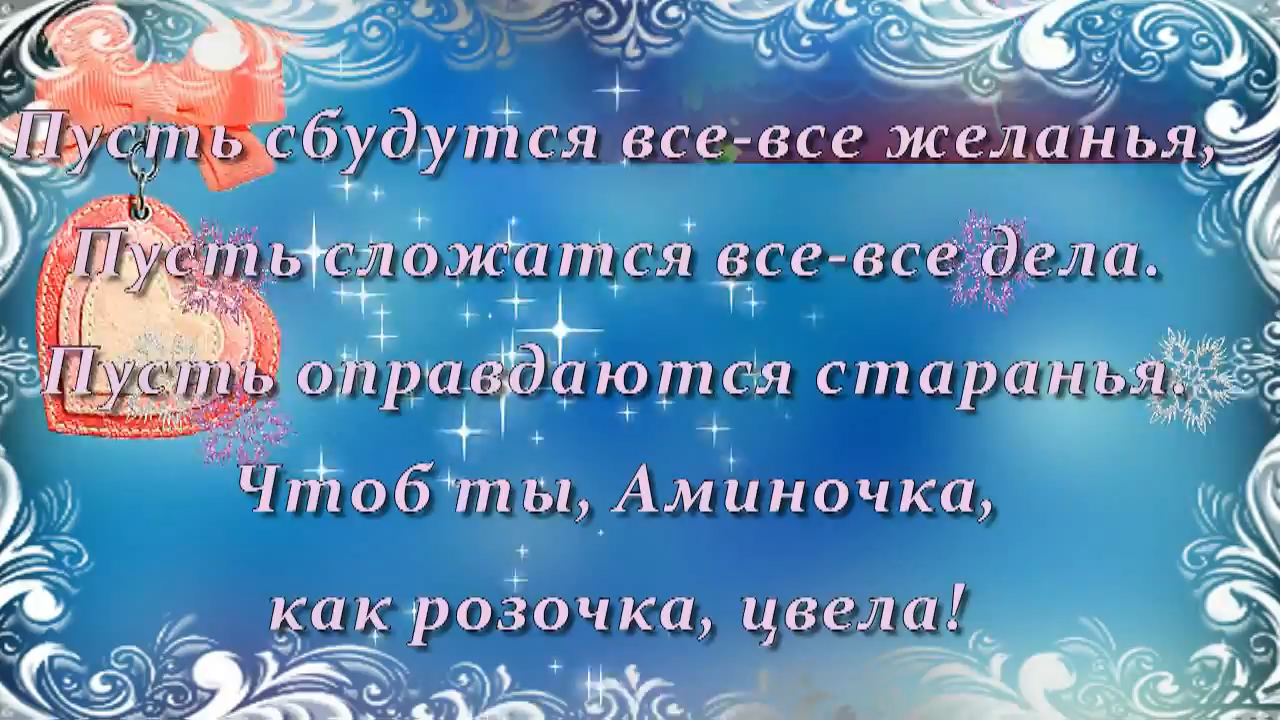 Пусть сбудутся все-все желанья,
Пусть сложатся все-все дела.
Пусть оправдаются старанья.
Чтоб ты, Аминочка,
как розочка, цвела!